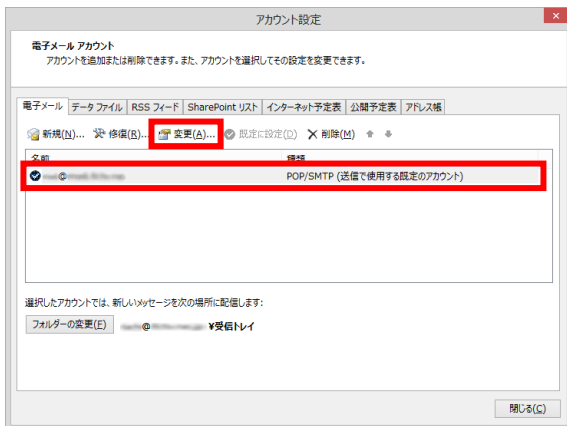 アカウント設定
電子メール アカウント
アカウントを追加または削除できます。また、アカウントを選択してその設定を変更できます。
電子メール データ ファイル RSS フィード SharePoint リスト インターネット予定表 公開予定表 アドレス帳
新規(N)... 修復(R)... 変更(A)... 既定に設定(D) 削除(M)
名前 種類
@ POP/SMTP (送信で使用する既定のアカウント)
選択したアカウントでは、新しいメッセージを次の場所に配信します:
フォルダーの変更(F) @ ¥受信トレイ
閉じる(C)